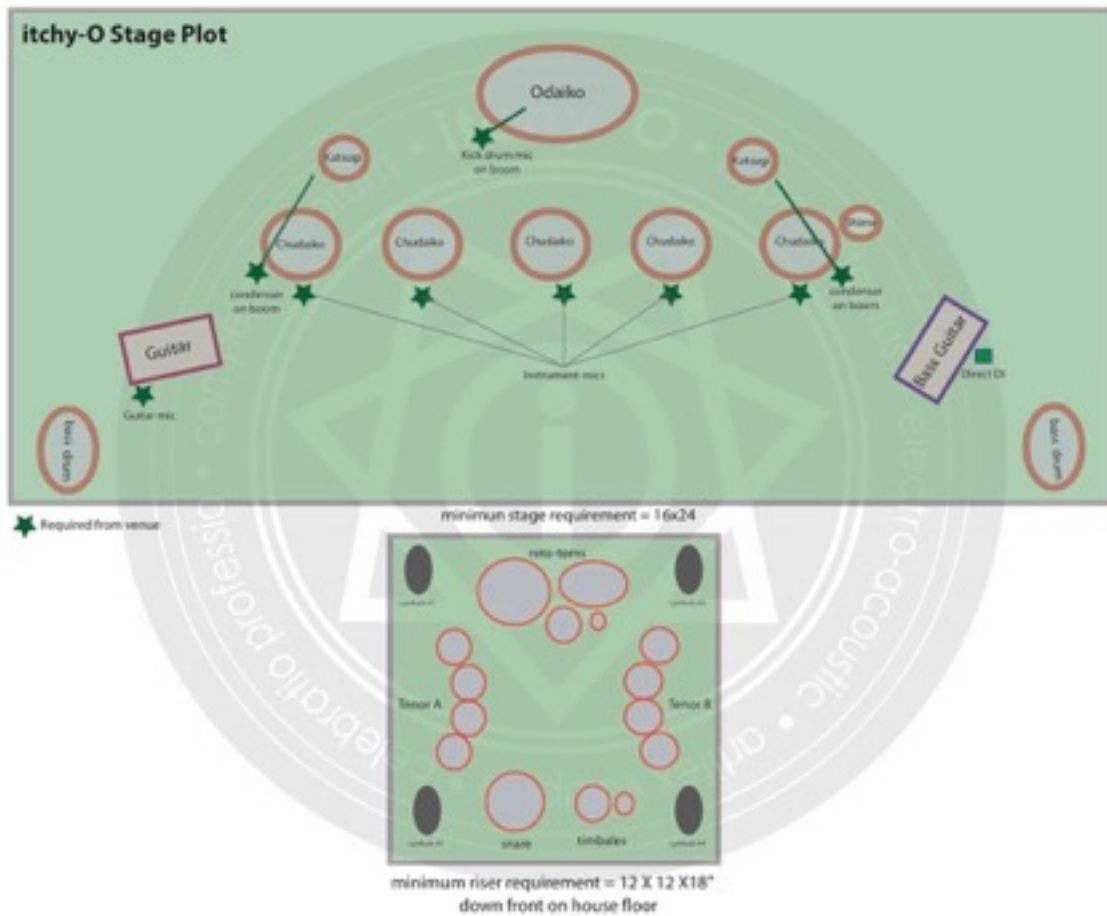 itchy-O Stage Plot
Odaiko
Kick drum mic
on boom
Katsugi
Katsugi
Chudaiko
Chudaiko
Chudaiko
Chudaiko
Chudaiko
Shime
condenser
on boom
condenser
on boom
Guitar
Guitar mic
Instrument mics
Bass Guitar
Direct DI
bass drum
bass drum
Required from venue
minimun stage requirement = 16x24
roto-toms
Tenor A
Tenor B
snare
timbales
minimum riser requirement = 12 X 12 X18"
down front on house floor
electro-acoustic